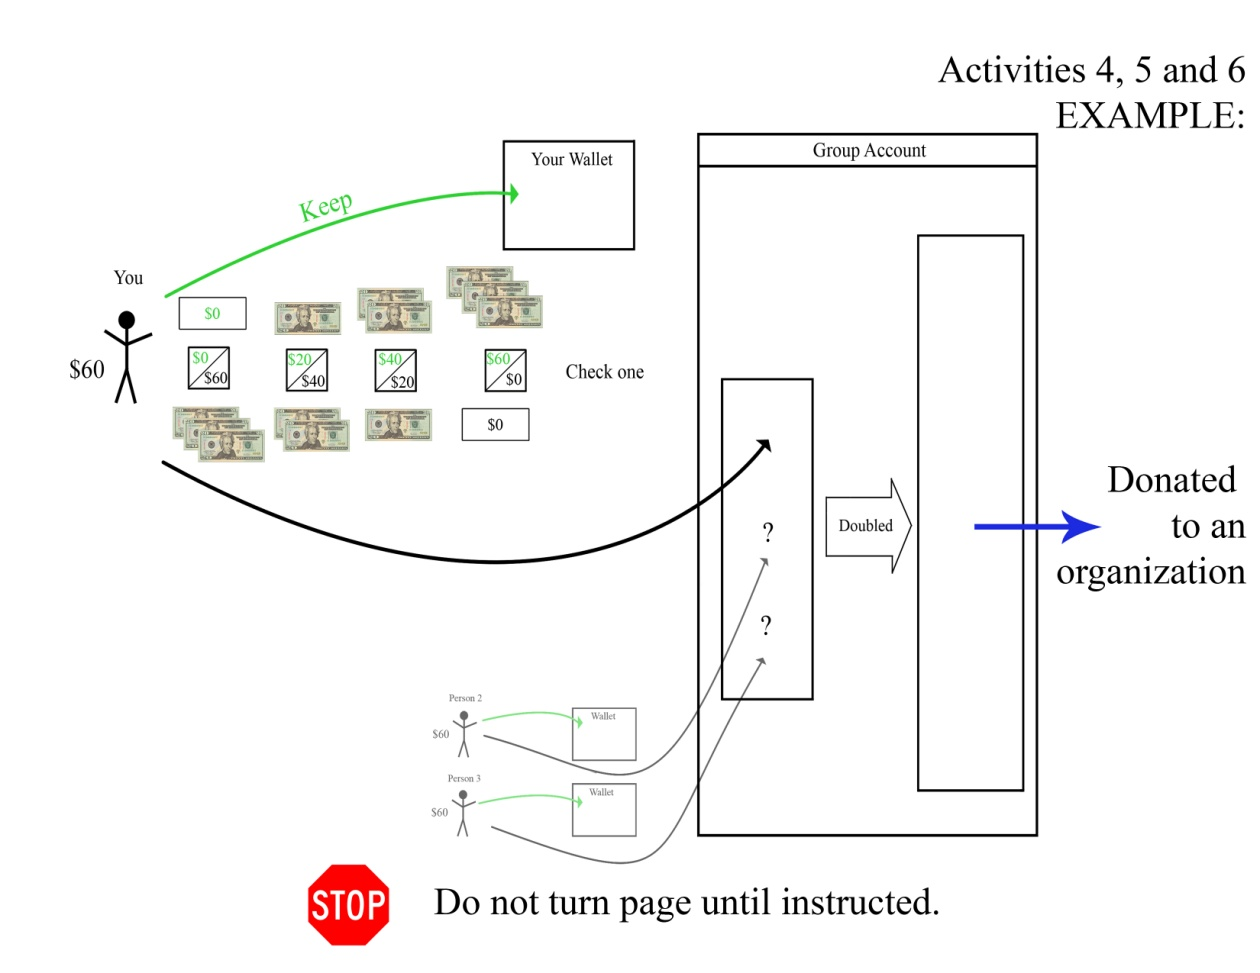 Activities 4, 5 and 6
EXAMPLE:
Group Account
Your Wallet
Keep
You
$60
$0
$0 $20 $40 $60
$60 $40 $20 $0
Check one
$0
?
Doubled
?
Donated
to an
organization
Person 2
$60
Wallet
Person 3
$60
Wallet
STOP
Do not turn page until instructed.